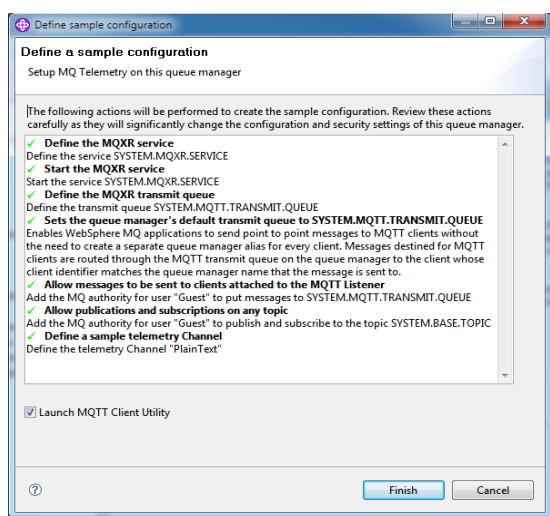 Define sample configuration
Define a sample configuration
Setup MQ Telemetry on this queue manager
The following actions will be performed to create the sample configuration. Review these actions
carefully as they will significantly change the configuration and security settings of this queue manager.
✓ Define the MQXR service
Define the service SYSTEM.MQXR.SERVICE
✓ Start the MQXR service
Start the service SYSTEM.MQXR.SERVICE
✓ Define the MQXR transmit queue
Define the transmit queue SYSTEM.MQTT.TRANSMIT.QUEUE
✓ Sets the queue manager's default transmit queue to SYSTEM.MQTT.TRANSMIT.QUEUE
Enables WebSphere MQ applications to send point to point messages to MQTT clients without
the need to create a separate queue manager alias for every client. Messages destined for MQTT
clients are routed through the MQTT transmit queue on the queue manager to the client whose
client identifier matches the queue manager name that the message is sent to.
✓ Allow messages to be sent to clients attached to the MQTT Listener
Add the MQ authority for user "Guest" to put messages to SYSTEM.MQTT.TRANSMIT.QUEUE
✓ Allow publications and subscriptions on any topic
Add the MQ authority for user "Guest" to publish and subscribe to the topic SYSTEM.BASE.TOPIC
✓ Define a sample telemetry Channel
Define the telemetry Channel "PlainText"
Launch MQTT Client Utility
?
Finish
Cancel